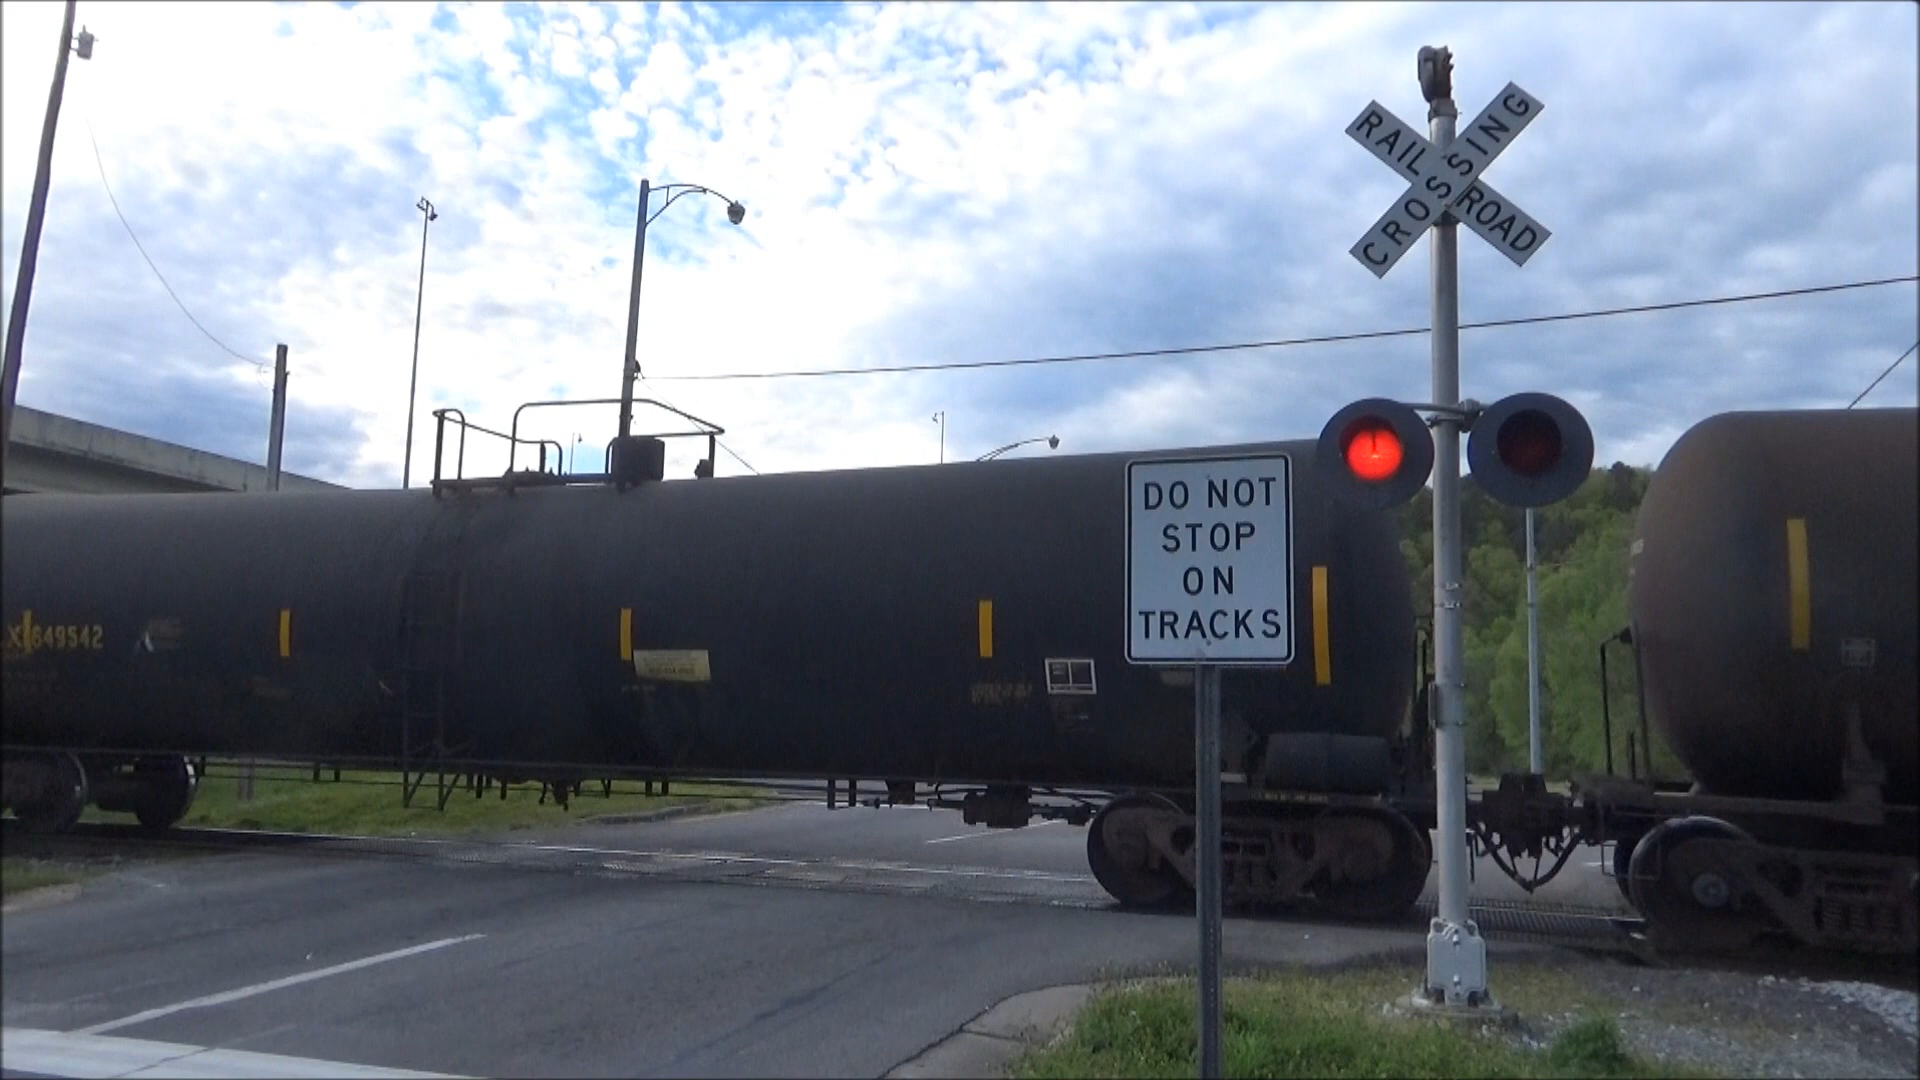 RAILROAD
CROSSING
DO NOT
STOP
ON
TRACKS
X 649542